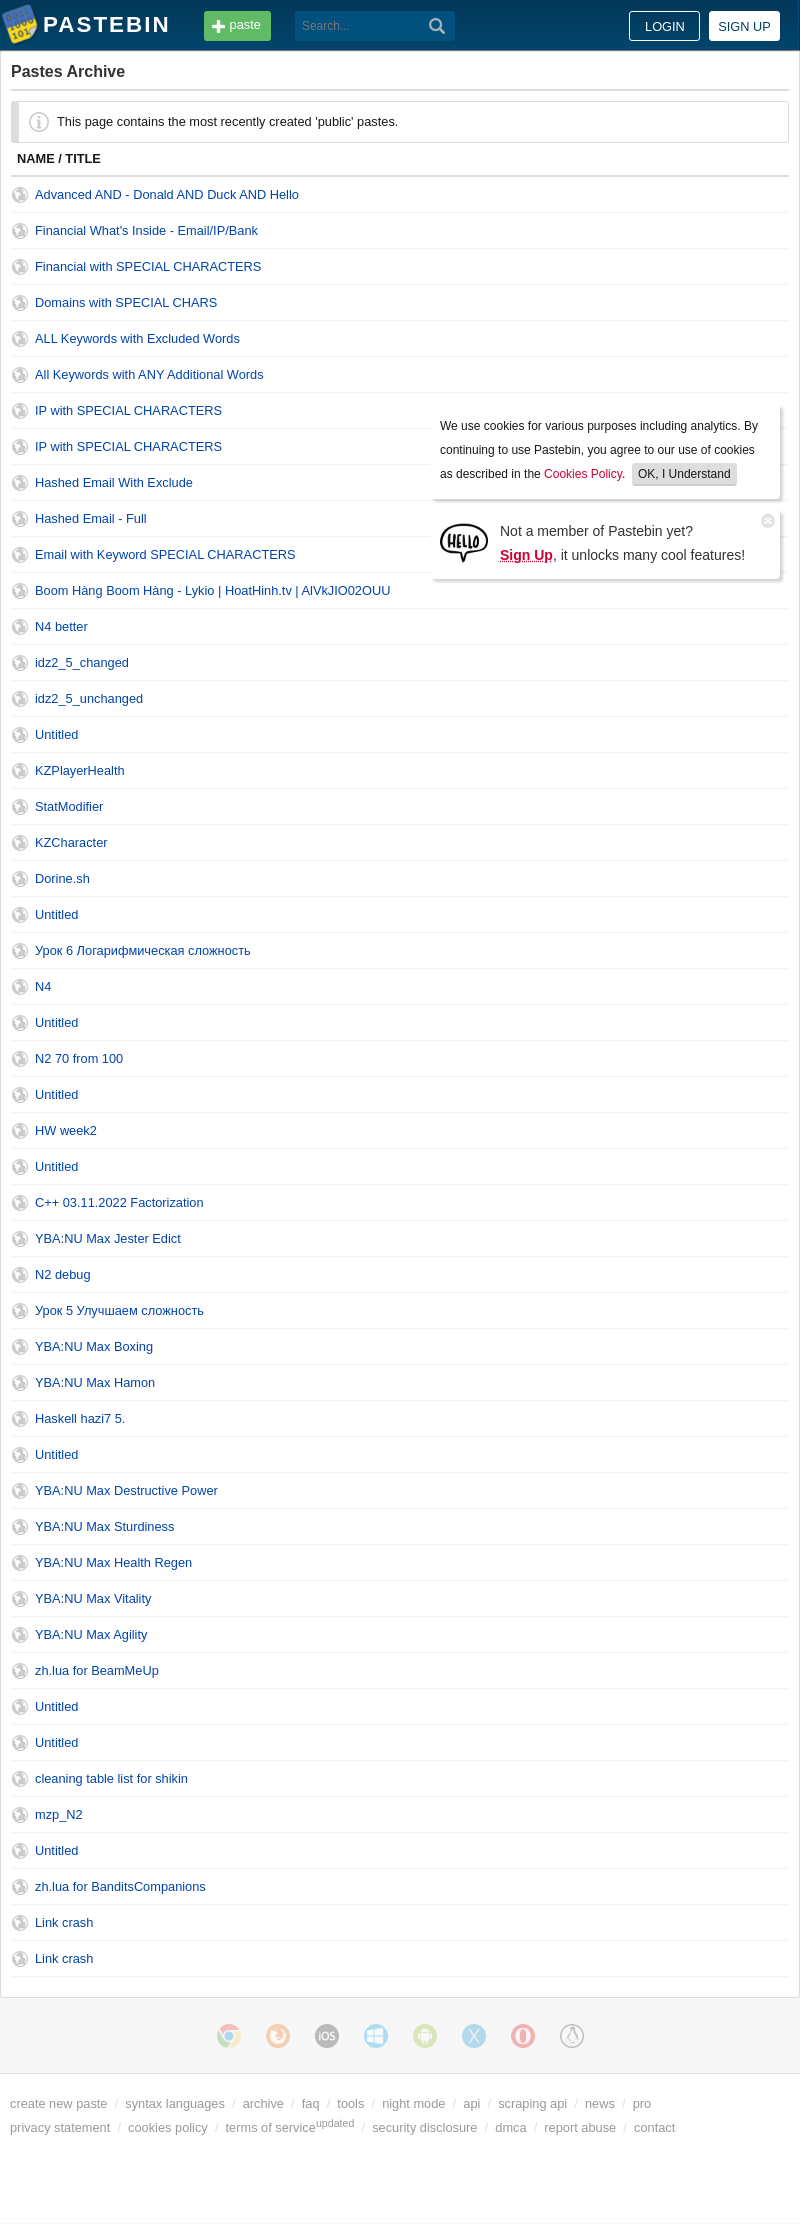 PASTEBIN
paste
Search...
LOGIN
SIGN UP
Pastes Archive
This page contains the most recently created 'public' pastes.
NAME / TITLE
Advanced AND - Donald AND Duck AND Hello
Financial What's Inside - Email/IP/Bank
Financial with SPECIAL CHARACTERS
Domains with SPECIAL CHARS
ALL Keywords with Excluded Words
All Keywords with ANY Additional Words
IP with SPECIAL CHARACTERS
IP with SPECIAL CHARACTERS
Hashed Email With Exclude
Hashed Email - Full
Email with Keyword SPECIAL CHARACTERS
Boom Hàng Boom Hàng - Lykio | HoatHinh.tv | AlVkJIO02OUU
We use cookies for various purposes including analytics. By
continuing to use Pastebin, you agree to our use of cookies
as described in the Cookies Policy. OK, I Understand
HELLO
Not a member of Pastebin yet?
Sign Up, it unlocks many cool features!
N4 better
idz2_5_changed
idz2_5_unchanged
Untitled
KZPlayerHealth
StatModifier
KZCharacter
Dorine.sh
Untitled
Урок 6 Логарифмическая сложность
N4
Untitled
N2 70 from 100
Untitled
HW week2
Untitled
C++ 03.11.2022 Factorization
YBA:NU Max Jester Edict
N2 debug
Урок 5 Улучшаем сложность
YBA:NU Max Boxing
YBA:NU Max Hamon
Haskell hazi7 5.
Untitled
YBA:NU Max Destructive Power
YBA:NU Max Sturdiness
YBA:NU Max Health Regen
YBA:NU Max Vitality
YBA:NU Max Agility
zh.lua for BeamMeUp
Untitled
Untitled
cleaning table list for shikin
mzp_N2
Untitled
zh.lua for BanditsCompanions
Link crash
Link crash
iOS
create new paste / syntax languages / archive / faq / tools / night mode / api / scraping api / news / pro
privacy statement / cookies policy / terms of service updated / security disclosure / dmca / report abuse / contact